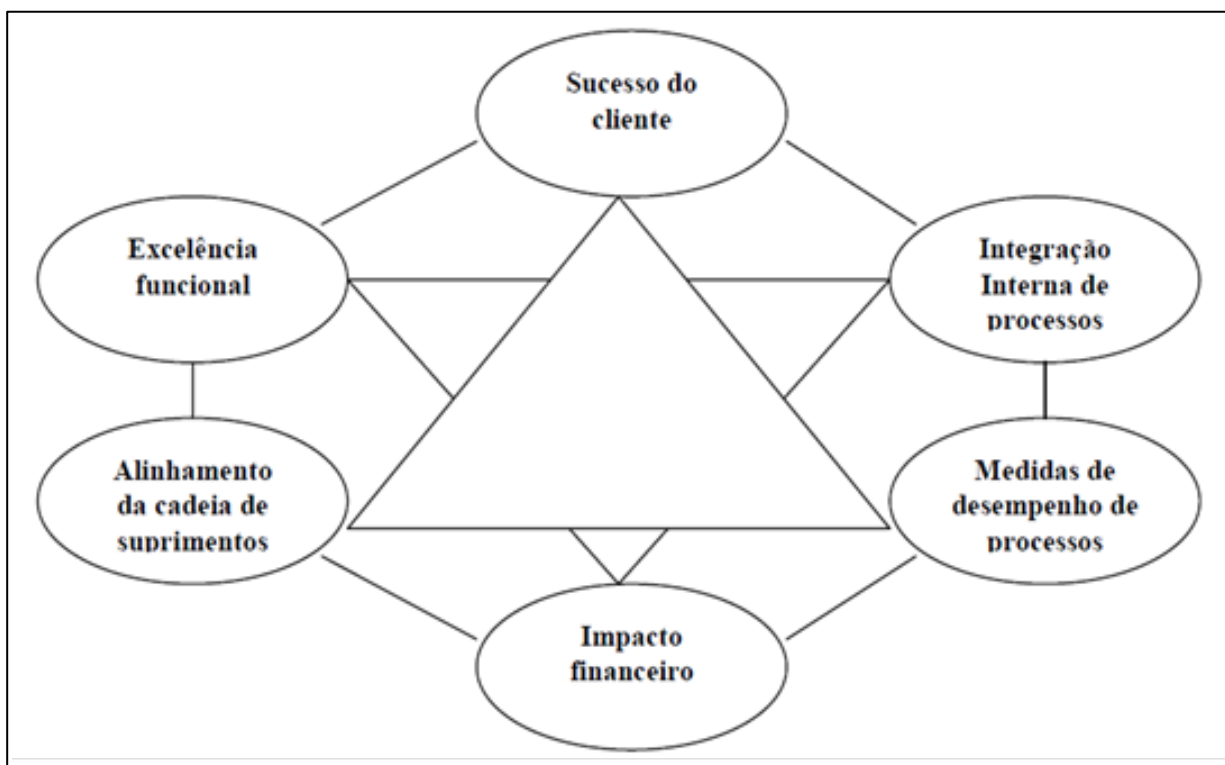 Sucesso do
cliente
Excelência
funcional
Integração
Interna de
processos
Alinhamento
da cadeia de
suprimentos
Medidas de
desempenho de
processos
Impacto
financeiro